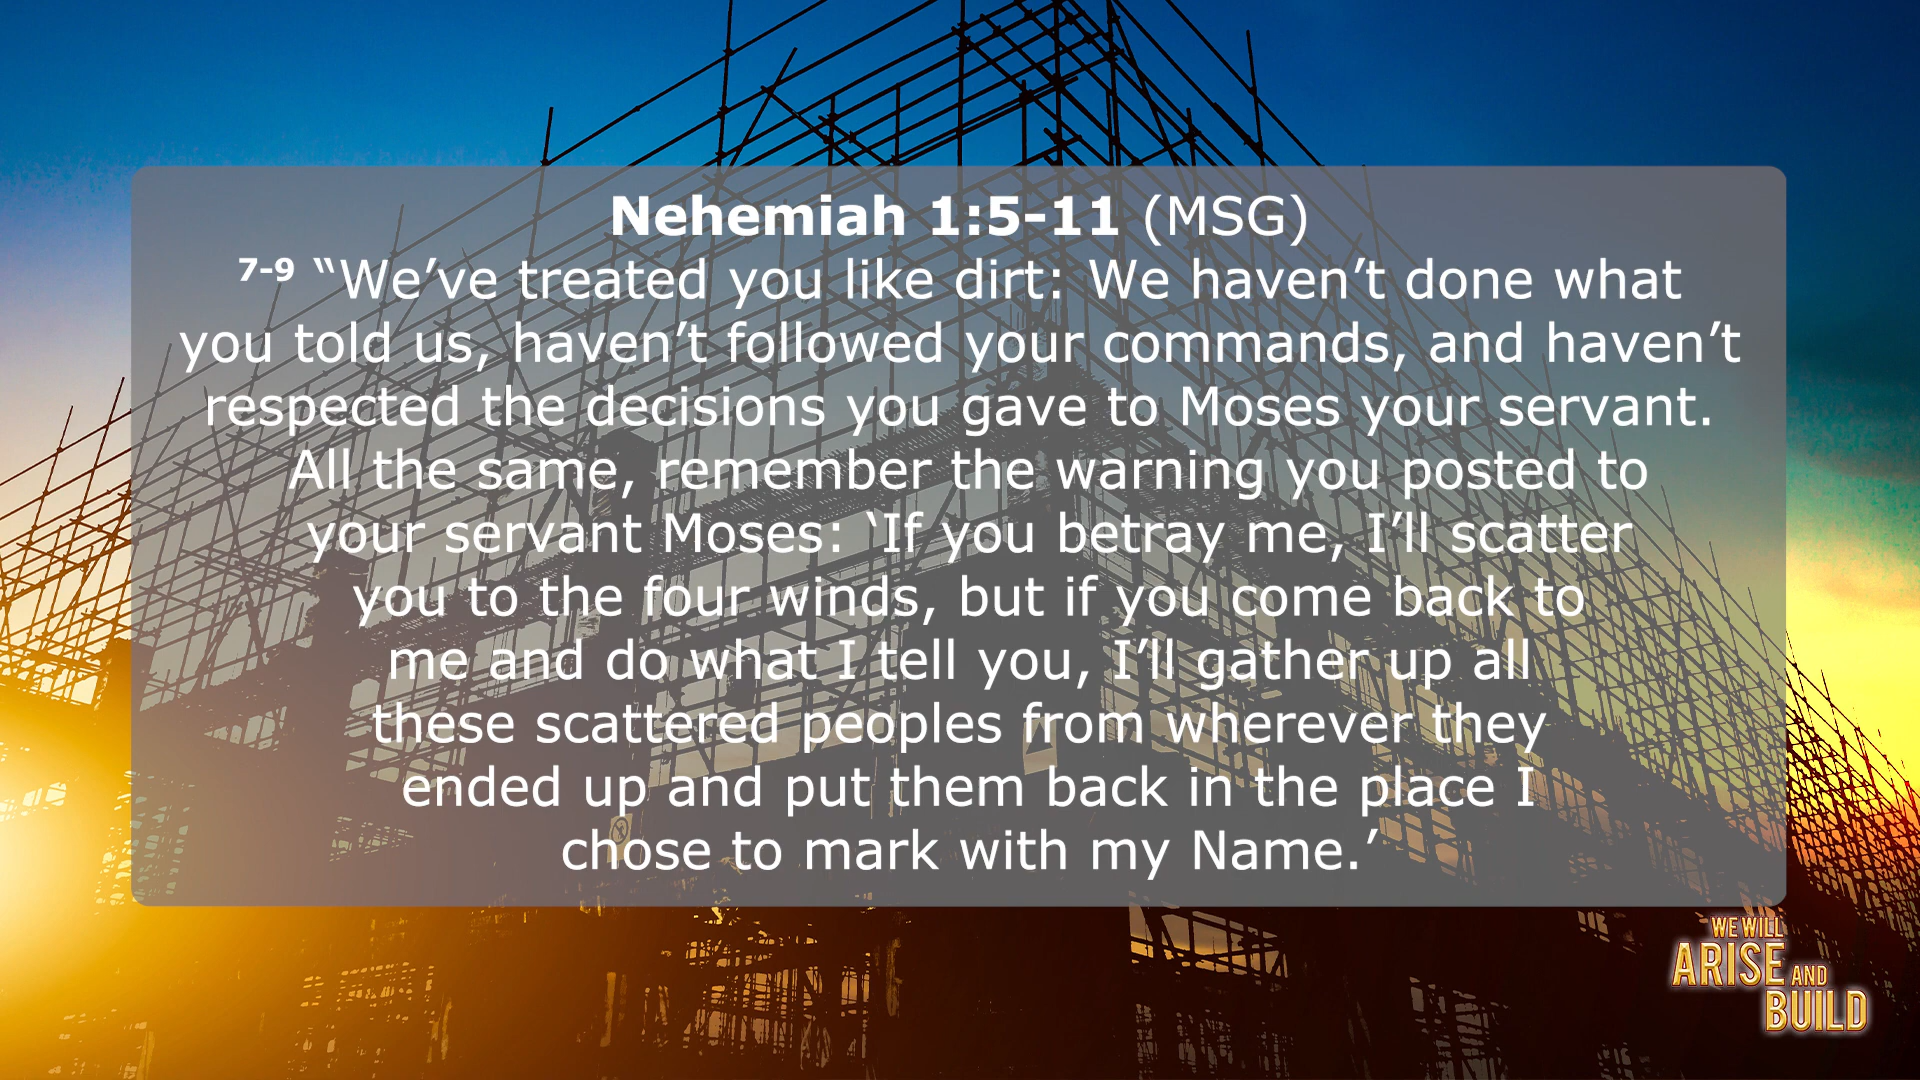 Nehemiah 1:5-11 (MSG)
7-9 “We’ve treated you like dirt: We haven’t done what
you told us, haven’t followed your commands, and haven’t
respected the decisions you gave to Moses your servant.
All the same, remember the warning you posted to
your servant Moses: ‘If you betray me, I’ll scatter
you to the four winds, but if you come back to
me and do what I tell you, I’ll gather up all
these scattered peoples from wherever they
ended up and put them back in the place I
chose to mark with my Name.’
WE WILL
ARISE AND
BUILD